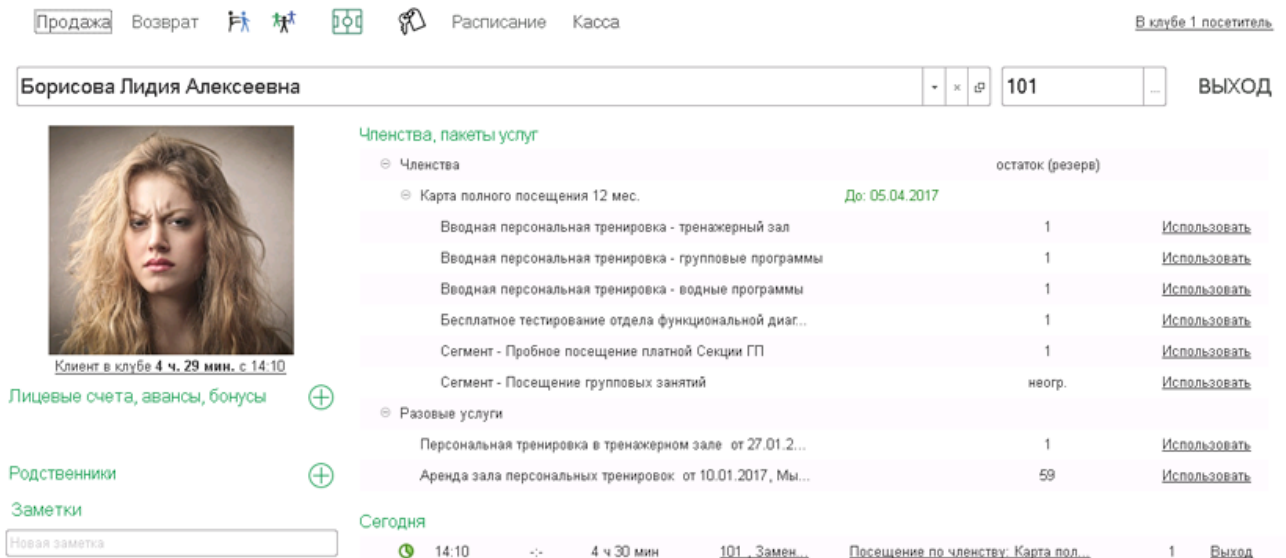 Продажа Возврат Расписание Касса В клубе 1 посетитель
Борисова Лидия Алексеевна 101 ... ВЫХОД
Членства, пакеты услуг
Членства остаток (резерв)
Карта полного посещения 12 мес. До: 05.04.2017
Вводная персональная тренировка - тренажерный зал 1 Использовать
Вводная персональная тренировка - групповые программы 1 Использовать
Вводная персональная тренировка - водные программы 1 Использовать
Бесплатное тестирование отдела функциональной диаг... 1 Использовать
Сегмент - Пробное посещение платной Секции ГП 1 Использовать
Сегмент - Посещение групповых занятий неогр. Использовать
Разовые услуги
Персональная тренировка в тренажерном зале от 27.01.2... 1 Использовать
Аренда зала персональных тренировок от 10.01.2017, Мы... 59 Использовать
Клиент в клубе 4 ч. 29 мин. с 14:10
Лицевые счета, авансы, бонусы
Родственники
Заметки
Новая заметка
Сегодня
14:10 -:- 4 ч 30 мин 101 , Замен... Посещение по членству: Карта пол... 1 Выход